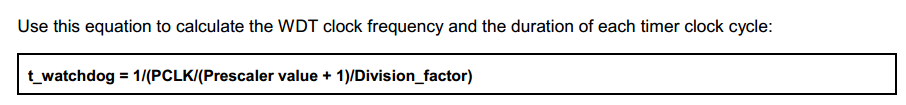 Use this equation to calculate the WDT clock frequency and the duration of each timer clock cycle:
t_watchdog = 1/(PCLK/(Prescaler value + 1)/Division_factor)